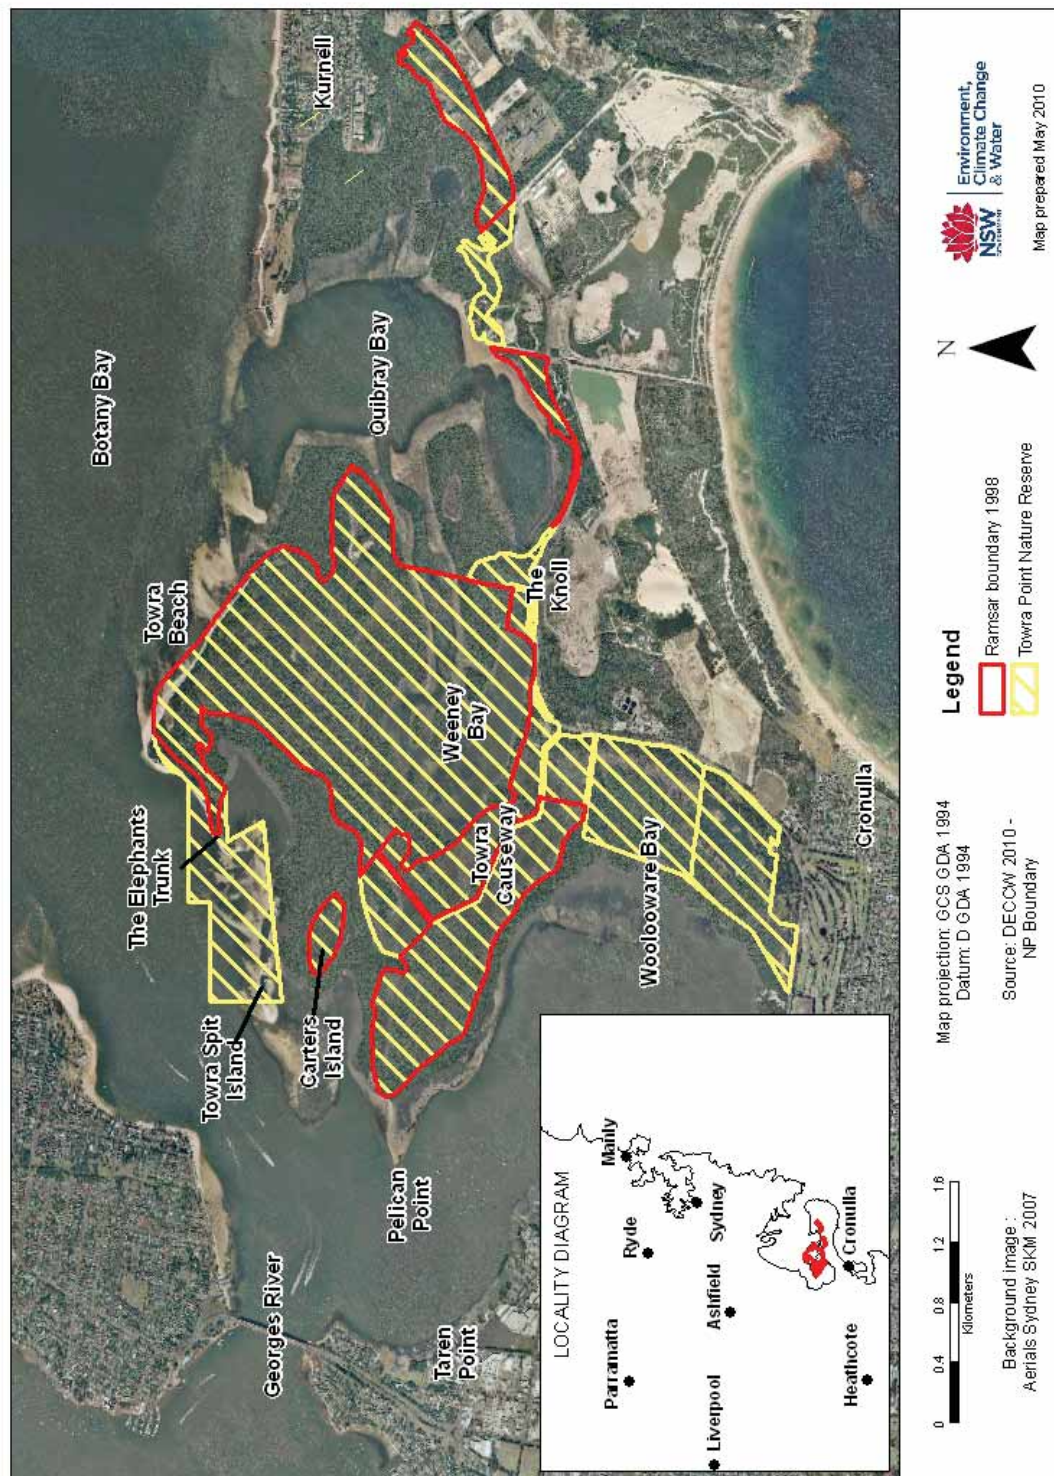 Botany Bay
Kurnell
Towra
Beach
The Elephants
Trunk
Quibray Bay
Towra Spit
Island
Carters
Island
Weeney
Bay
The
Knoll
Towra
Causeway
Pelican
Point
Georges River
Taren
Point
Woolooware Bay
Cronulla
LOCALITY DIAGRAM
Manly
Ryde
Parramatta
Sydney
Ashfield
Liverpool
Cronulla
Heathcote
0 0.4 0.8 1.2 1.6
Kilometers
Background image :
Aerials Sydney SKM 2007
Map projection: GCS GDA 1994
Datum: D GDA 1994
Source: DECCW 2010 -
NP Boundary
Legend
Ramsar boundary 1998
Towra Point Nature Reserve
N
NSW
GOVERNMENT
Environment,
Climate Change
& Water
Map prepared May 2010